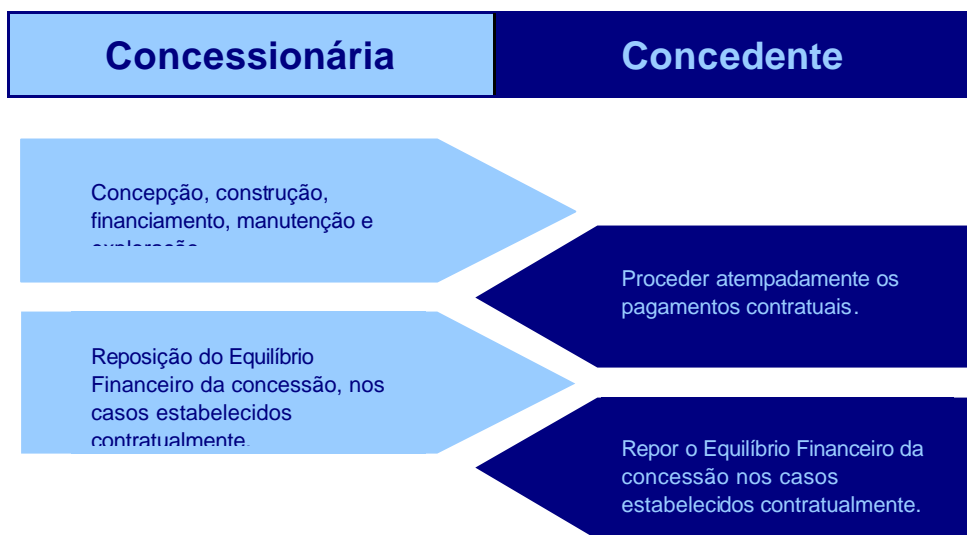 Concessionária
Concedente
Concepção, construção,
financiamento, manutenção e
exploração
Proceder atempadamente os
pagamentos contratuais.
Reposição do Equilíbrio
Financeiro da concessão, nos
casos estabelecidos
contratualmente.
Repor o Equilíbrio Financeiro da
concessão nos casos
estabelecidos contratualmente.